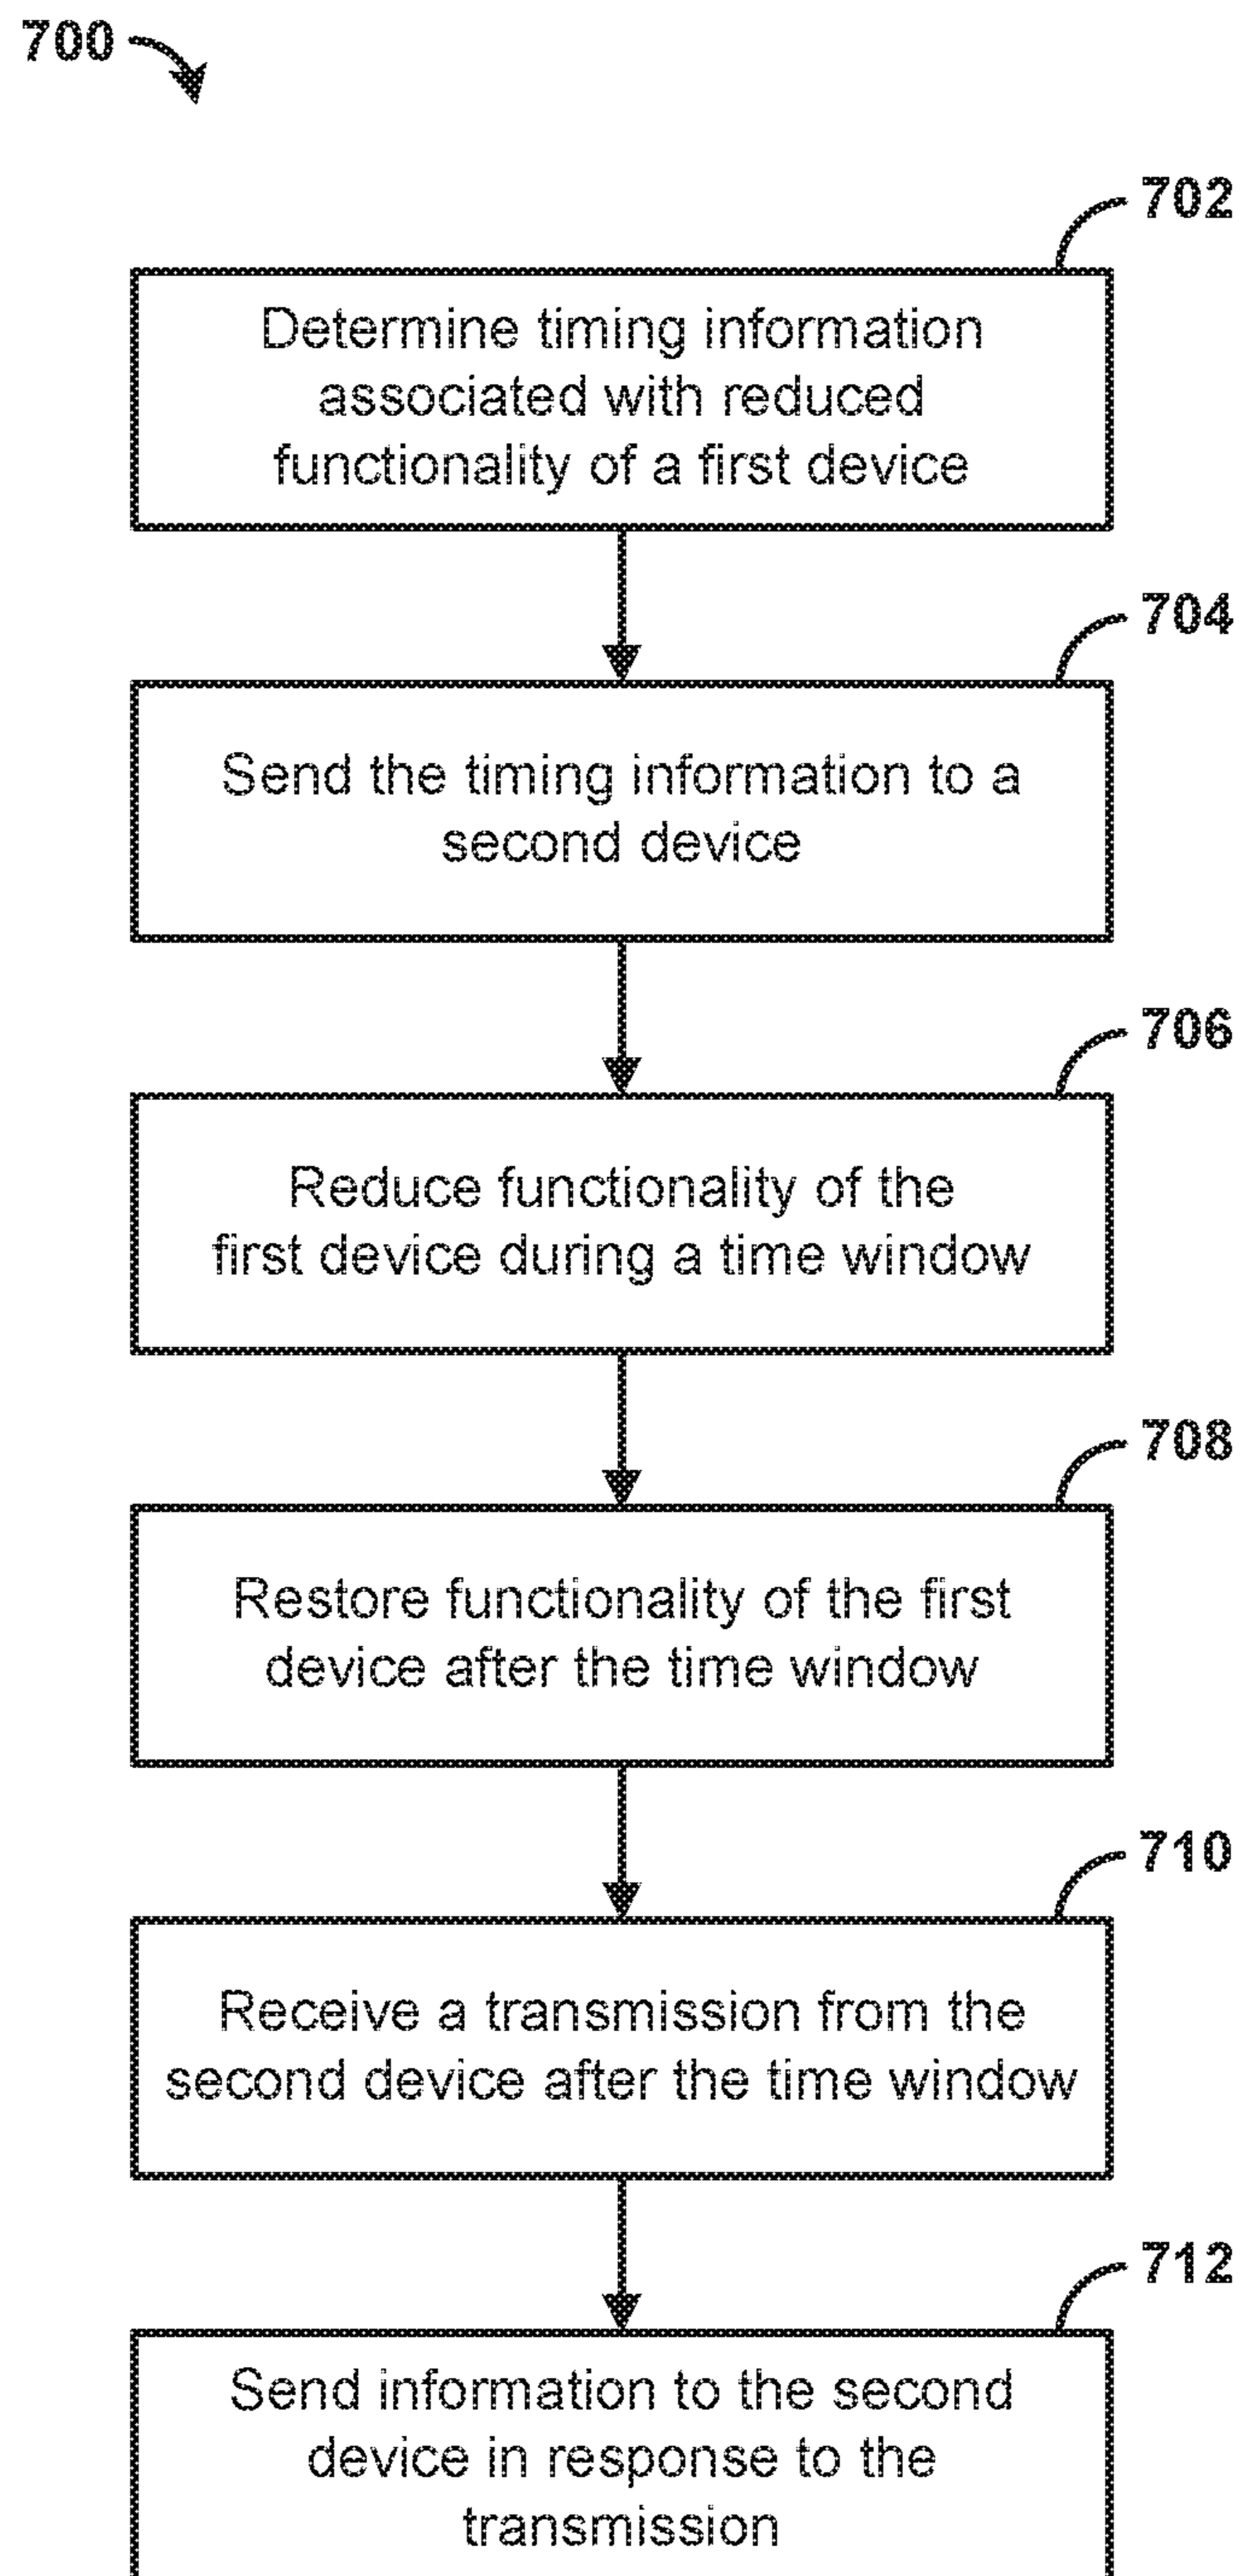 700
702
Determine timing information
associated with reduced
functionality of a first device
704
Send the timing information to a
second device
706
Reduce functionality of the
first device during a time window
708
Restore functionality of the first
device after the time window
710
Receive a transmission from the
second device after the time window
712
Send information to the second
device in response to the
transmission